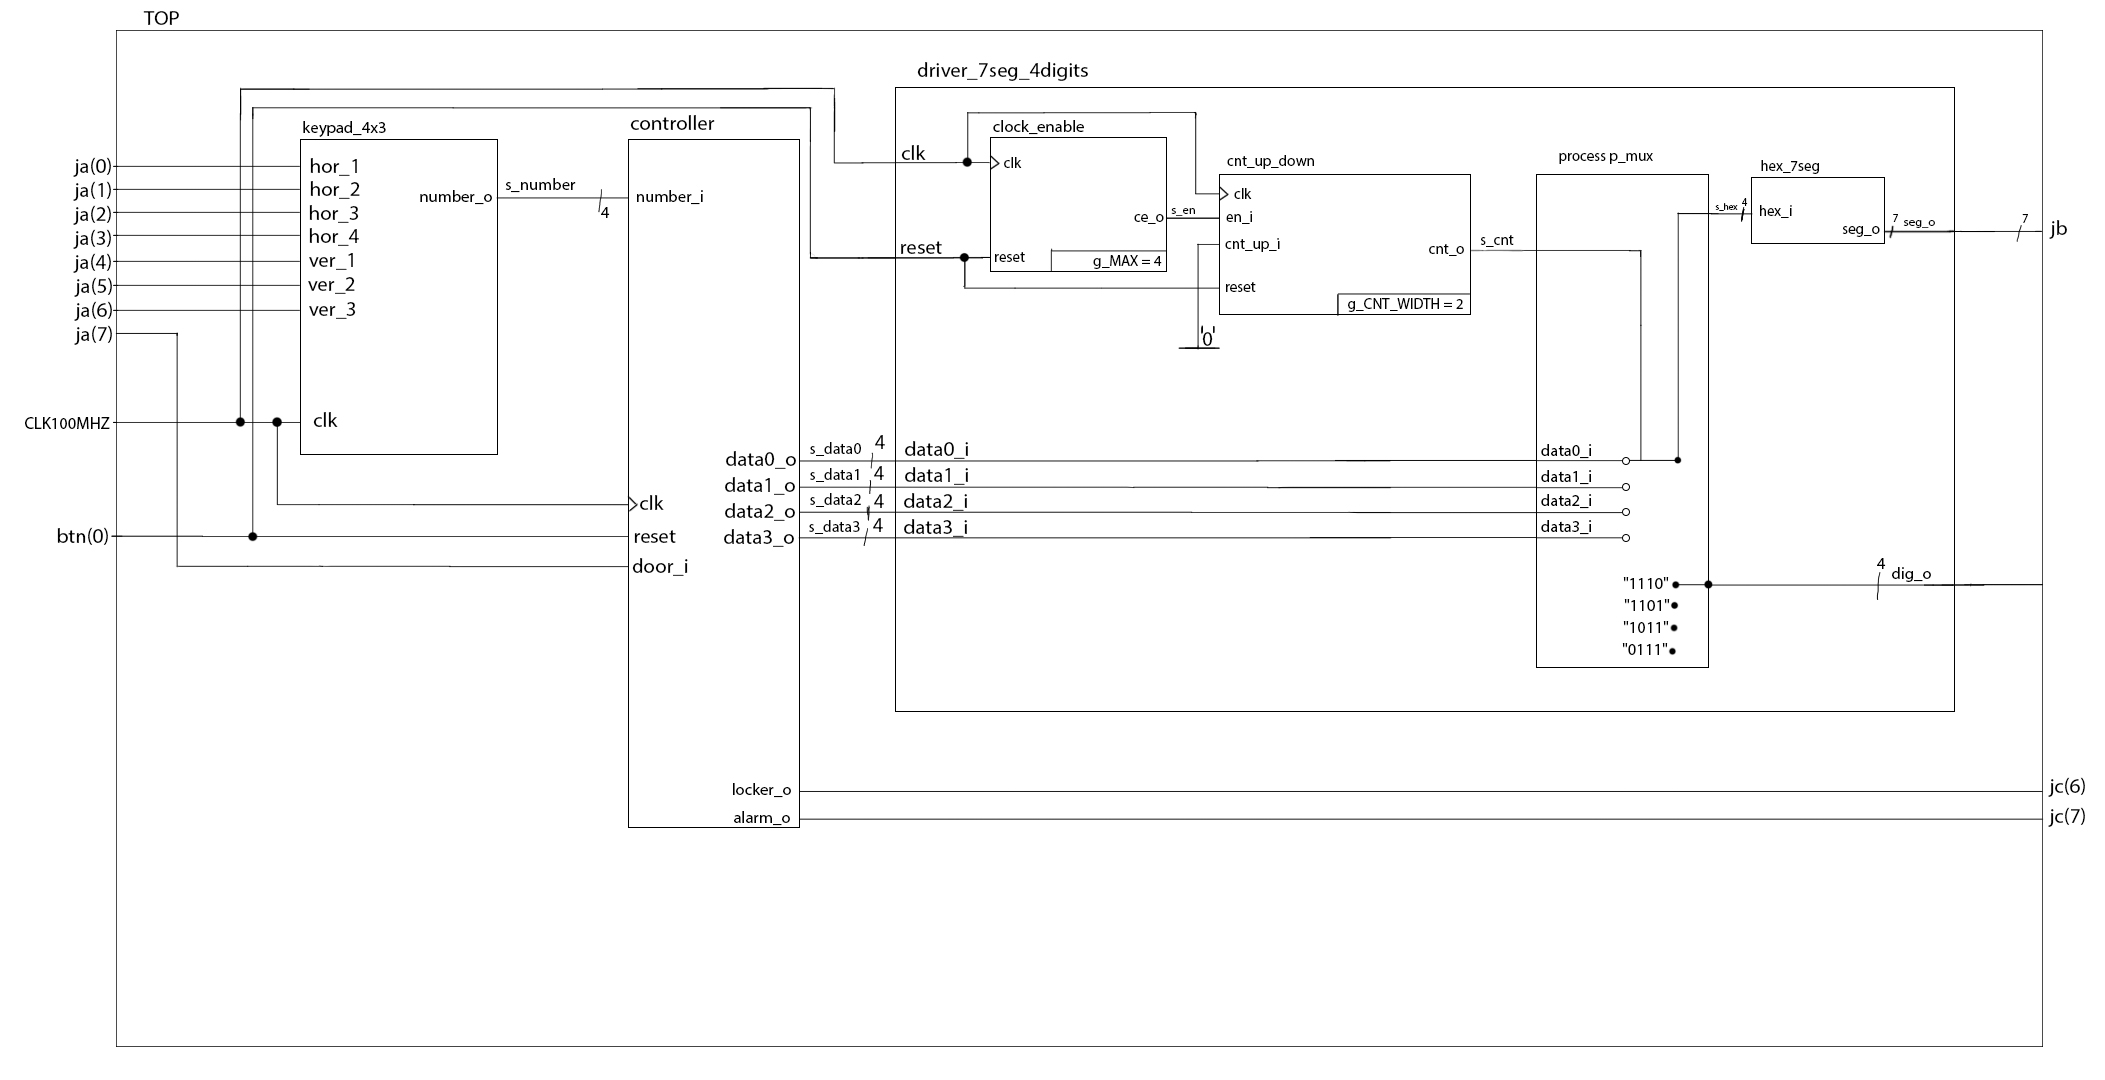 TOP
driver_7seg_4digits
keypad_4x3
controller
clock_enable
cnt_up_down
process p_mux
hex_7seg
ja(0)
ja(1)
ja(2)
ja(3)
ja(4)
ja(5)
ja(6)
ja(7)
CLK100MHZ
btn(0)
hor_1
hor_2
hor_3
hor_4
ver_1
ver_2
ver_3
number_o
clk
s_number
4
number_i
clk
reset
door_i
data0_o
data1_o
data2_o
data3_o
locker_o
alarm_o
s_data0 4
s_data1 4
s_data2 4
s_data3 4
clk
reset
data0_i
data1_i
data2_i
data3_i
clk
ce_o
reset
g_MAX = 4
s_en
clk
en_i
cnt_up_i
reset
cnt_o
g_CNT_WIDTH = 2
'0'
s_cnt
data0_i
data1_i
data2_i
data3_i
"1110"
"1101"
"1011"
"0111"
s_hex 4
hex_i
seg_o
7 seg_o
7
jb
4
dig_o
jc(6)
jc(7)